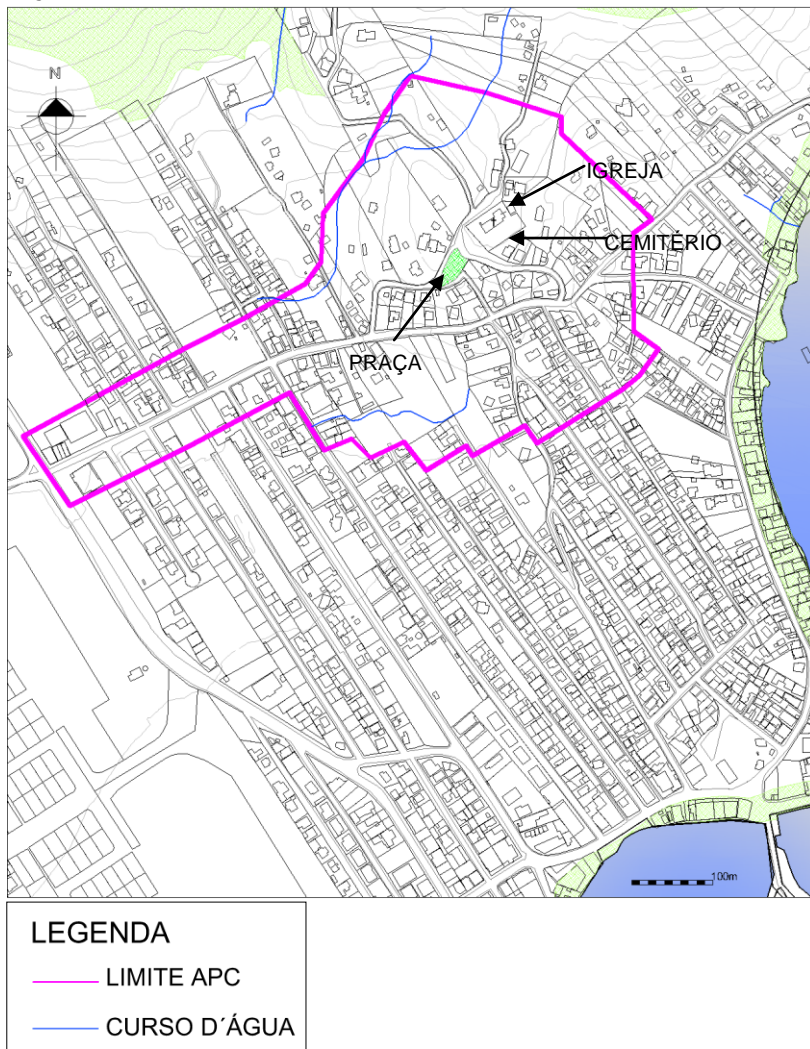 N
IGREJA
CEMITÉRIO
PRAÇA
100m
LEGENDA
LIMITE APC
CURSO D´ÁGUA